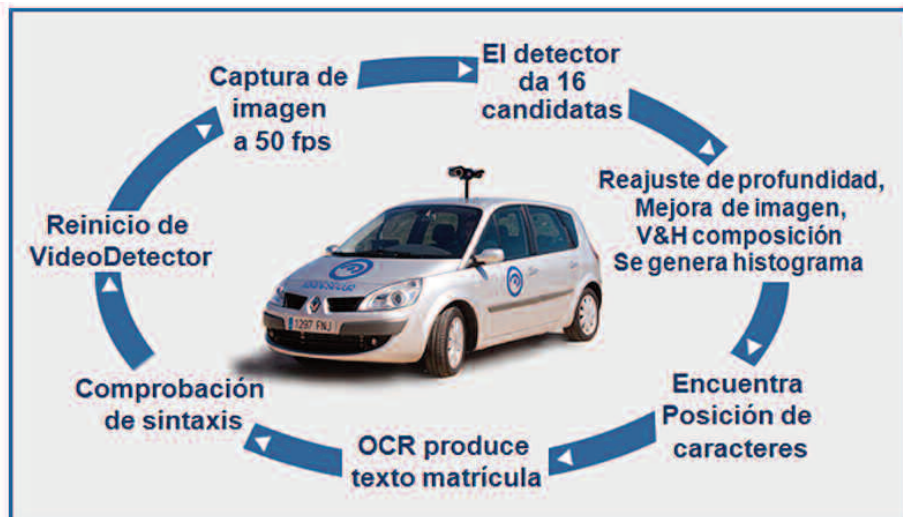 Captura de
imagen
a 50 fps
El detector
da 16
candidatas
Reajuste de profundidad,
Mejora de imagen,
V&H composición
Se genera histograma
Encuentra
Posición de
caracteres
OCR produce
texto matrícula
Comprobación
de sintaxis
Reinicio de
VideoDetector
1297 FNJ